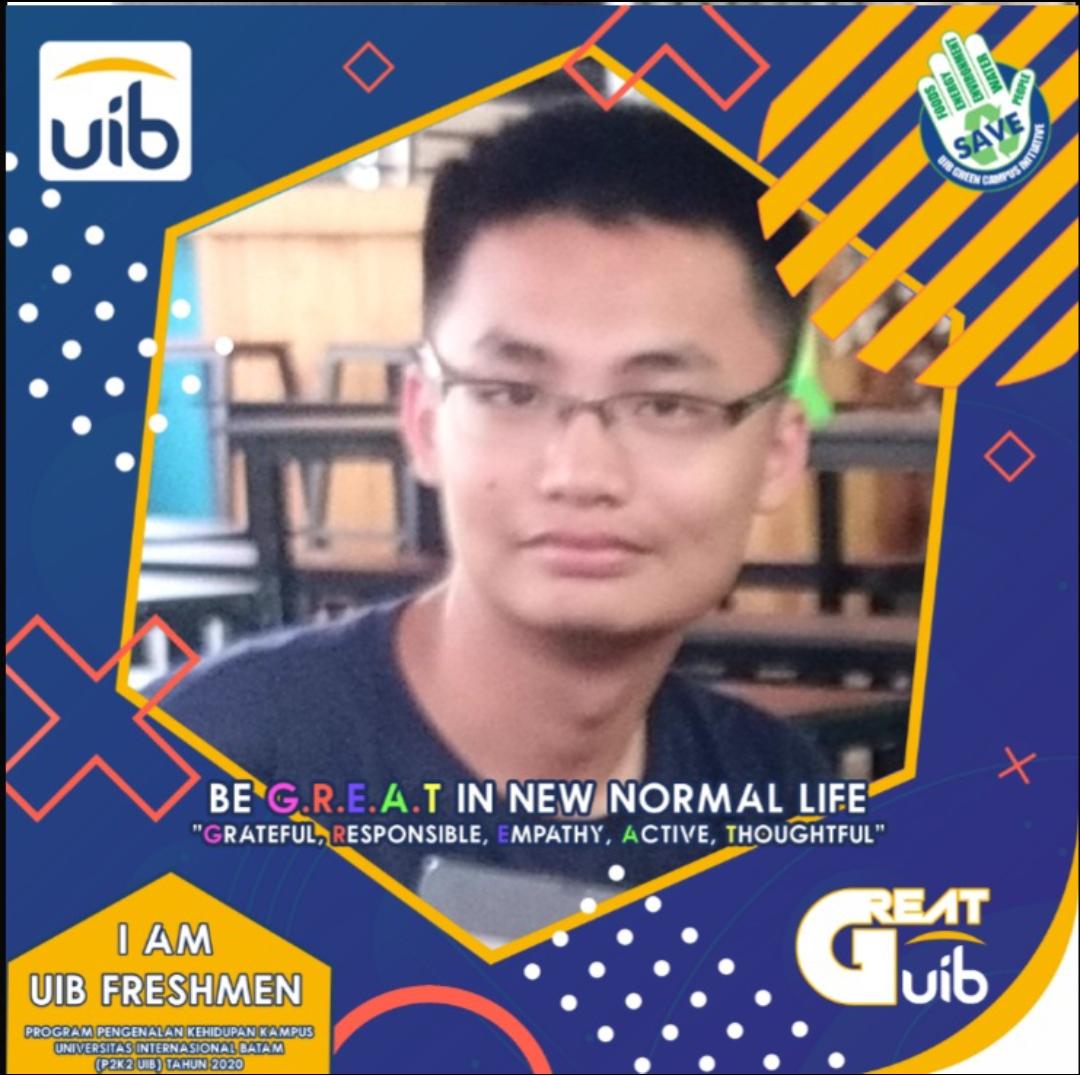 uib
FOODS
ENERGY
ENVIRONMENT
WATER
PEOPLE
SAVE
UIB GREEN CAMPUS INITIATIVE
BE G.R.E.A.T IN NEW NORMAL LIFE
"GRATEFUL, RESPONSIBLE, EMPATHY, ACTIVE, THOUGHTFUL"
I AM
UIB FRESHMEN
PROGRAM PENGENALAN KEHIDUPAN KAMPUS
UNIVERSITAS INTERNASIONAL BATAM
(P2K2 UIB) TAHUN 2020
GREAT
uib